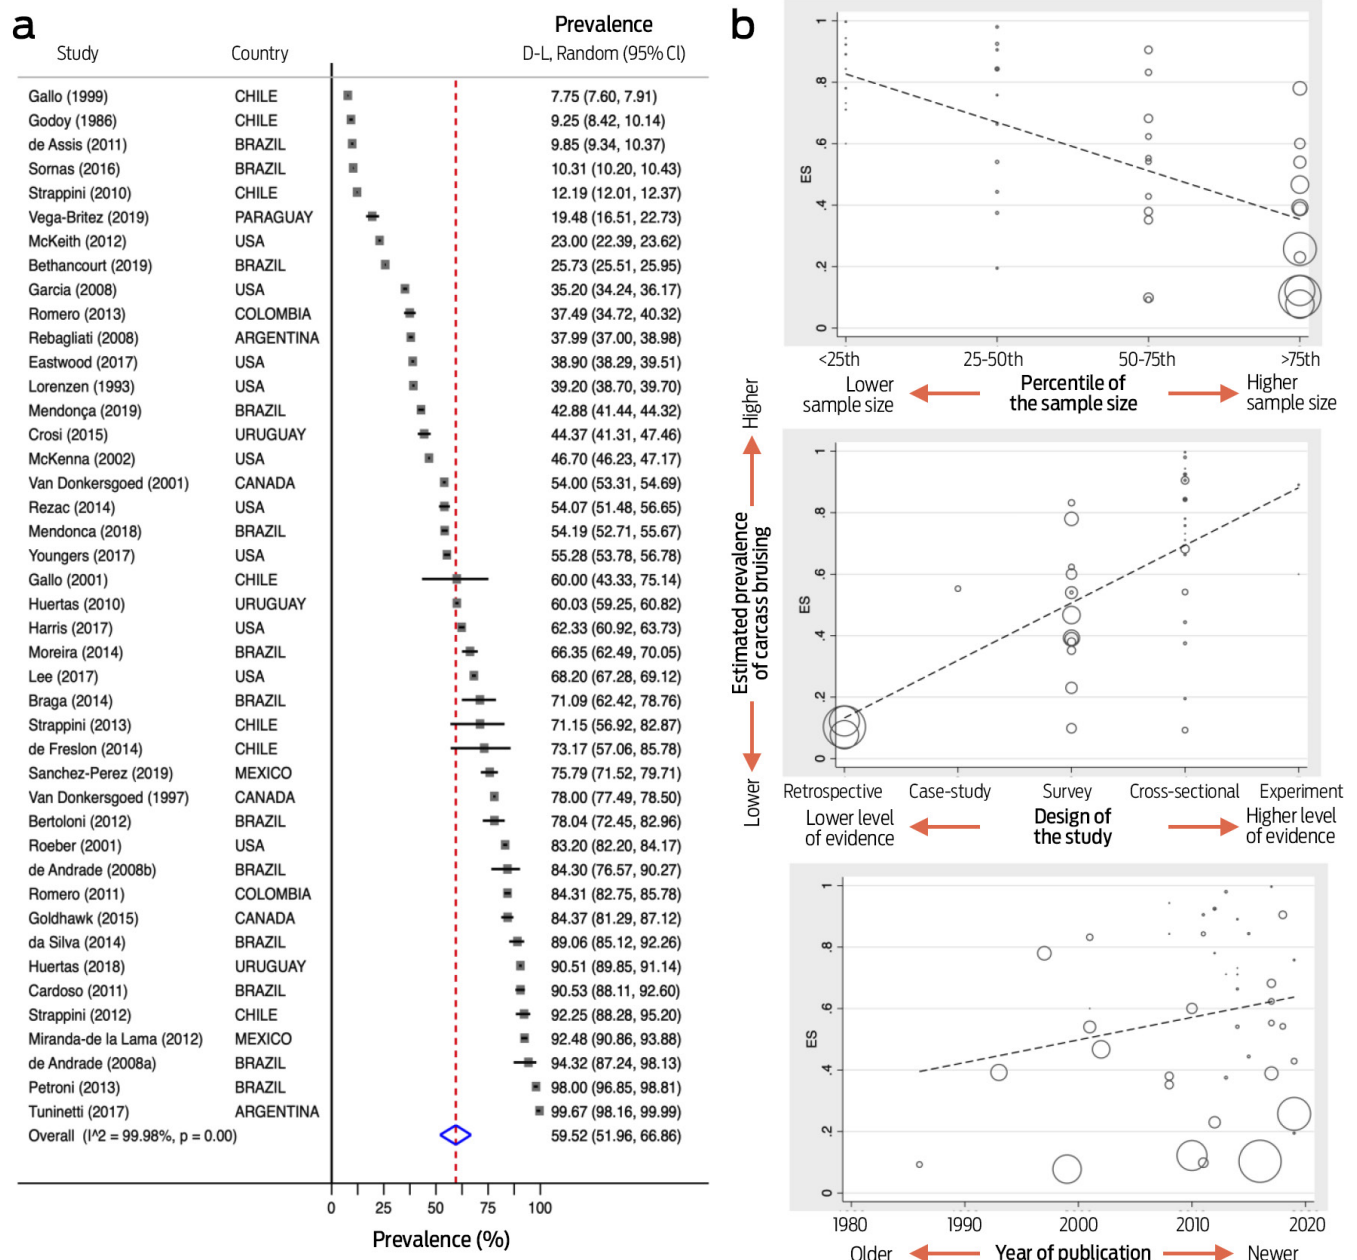 a
Prevalence
Study Country D-L, Random (95% CI)
Gallo (1999) CHILE 7.75 (7.60, 7.91)
Godoy (1986) CHILE 9.25 (8.42, 10.14)
de Assis (2011) BRAZIL 9.85 (9.34, 10.37)
Sornas (2016) BRAZIL 10.31 (10.20, 10.43)
Strappini (2010) CHILE 12.19 (12.01, 12.37)
Vega-Britez (2019) PARAGUAY 19.48 (16.51, 22.73)
McKeith (2012) USA 23.00 (22.39, 23.62)
Bethancourt (2019) BRAZIL 25.73 (25.51, 25.95)
Garcia (2008) USA 35.20 (34.24, 36.17)
Romero (2013) COLOMBIA 37.49 (34.72, 40.32)
Rebagliati (2008) ARGENTINA 37.99 (37.00, 38.98)
Eastwood (2017) USA 38.90 (38.29, 39.51)
Lorenzen (1993) USA 39.20 (38.70, 39.70)
Mendonça (2019) BRAZIL 42.88 (41.44, 44.32)
Crosi (2015) URUGUAY 44.37 (41.31, 47.46)
McKenna (2002) USA 46.70 (46.23, 47.17)
Van Donkersgoed (2001) CANADA 54.00 (53.31, 54.69)
Rezac (2014) USA 54.07 (51.48, 56.65)
Mendonca (2018) BRAZIL 54.19 (52.71, 55.67)
Youngers (2017) USA 55.28 (53.78, 56.78)
Gallo (2001) CHILE 60.00 (43.33, 75.14)
Huertas (2010) URUGUAY 60.03 (59.25, 60.82)
Harris (2017) USA 62.33 (60.92, 63.73)
Moreira (2014) BRAZIL 66.35 (62.49, 70.05)
Lee (2017) USA 68.20 (67.28, 69.12)
Braga (2014) BRAZIL 71.09 (62.42, 78.76)
Strappini (2013) CHILE 71.15 (56.92, 82.87)
de Freslon (2014) CHILE 73.17 (57.06, 85.78)
Sanchez-Perez (2019) MEXICO 75.79 (71.52, 79.71)
Van Donkersgoed (1997) CANADA 78.00 (77.49, 78.50)
Bertoloni (2012) BRAZIL 78.04 (72.45, 82.96)
Roeber (2001) USA 83.20 (82.20, 84.17)
de Andrade (2008b) BRAZIL 84.30 (76.57, 90.27)
Romero (2011) COLOMBIA 84.31 (82.75, 85.78)
Goldhawk (2015) CANADA 84.37 (81.29, 87.12)
da Silva (2014) BRAZIL 89.06 (85.12, 92.26)
Huertas (2018) URUGUAY 90.51 (89.85, 91.14)
Cardoso (2011) BRAZIL 90.53 (88.11, 92.60)
Strappini (2012) CHILE 92.25 (88.28, 95.20)
Miranda-de la Lama (2012) MEXICO 92.48 (90.86, 93.88)
de Andrade (2008a) BRAZIL 94.32 (87.24, 98.13)
Petroni (2013) BRAZIL 98.00 (96.85, 98.81)
Tuninetti (2017) ARGENTINA 99.67 (98.16, 99.99)
Overall (I^2 = 99.98%, p = 0.00) 59.52 (51.96, 66.86)
0 25 50 75 100
Prevalence (%)
b
Higher
Estimated prevalence
of carcass bruising
Lower
ES
1
.8
.6
.4
.2
0
<25th 25-50th 50-75th >75th
Lower
sample size
Percentile of
the sample size
Higher
sample size
ES
1
.8
.6
.4
.2
0
Retrospective Case-study Survey Cross-sectional Experiment
Lower level
of evidence
Design of
the study
Higher level
of evidence
ES
1
.8
.6
.4
.2
0
1980 1990 2000 2010 2020
Older Year of publication Newer